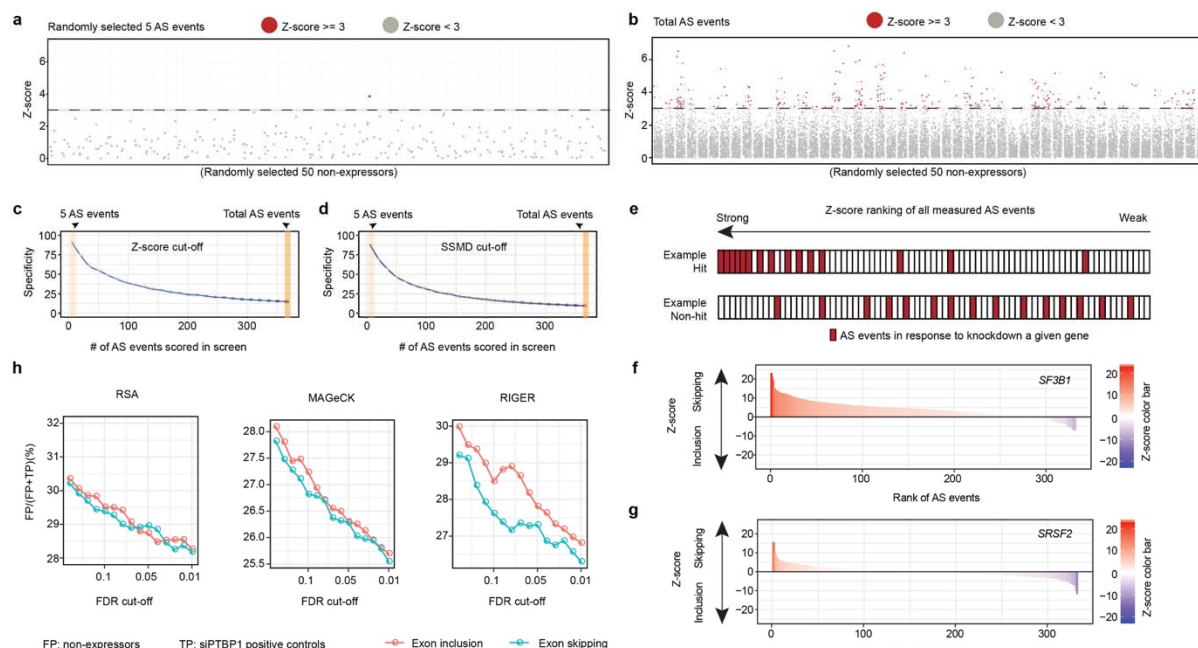 a
Randomly selected 5 AS events
Z-score >= 3
Z-score < 3
Z-score
6
4
2
0
(Randomly selected 50 non-expressors)
b
Total AS events
Z-score >= 3
Z-score < 3
Z-score
6
4
2
0
(Randomly selected 50 non-expressors)
c
5 AS events
Total AS events
Z-score cut-off
Specificity
100
75
50
25
0
0 100 200 300
# of AS events scored in screen
d
5 AS events
Total AS events
SSMD cut-off
Specificity
100
75
50
25
0
0 100 200 300
# of AS events scored in screen
e
Z-score ranking of all measured AS events
Strong
Weak
Example
Hit
Example
Non-hit
AS events in response to knockdown a given gene
f
Skipping
Inclusion
Z-score
20
10
0
−10
−20
SF3B1
0 100 200 300
Rank of AS events
20
10
0
−10
−20
Z-score color bar
g
Skipping
Inclusion
Z-score
20
10
0
−10
−20
SRSF2
0 100 200 300
20
10
0
−10
−20
Z-score color bar
h
RSA
FP/(FP+TP)(%)
32
31
30
29
28
0.1 0.05 0.01
FDR cut-off
MAGeCK
28.0
27.5
27.0
26.5
26.0
25.5
0.1 0.05 0.01
FDR cut-off
RIGER
30
29
28
27
0.1 0.05 0.01
FDR cut-off
FP: non-expressors
TP: siPTBP1 positive controls
Exon inclusion
Exon skipping